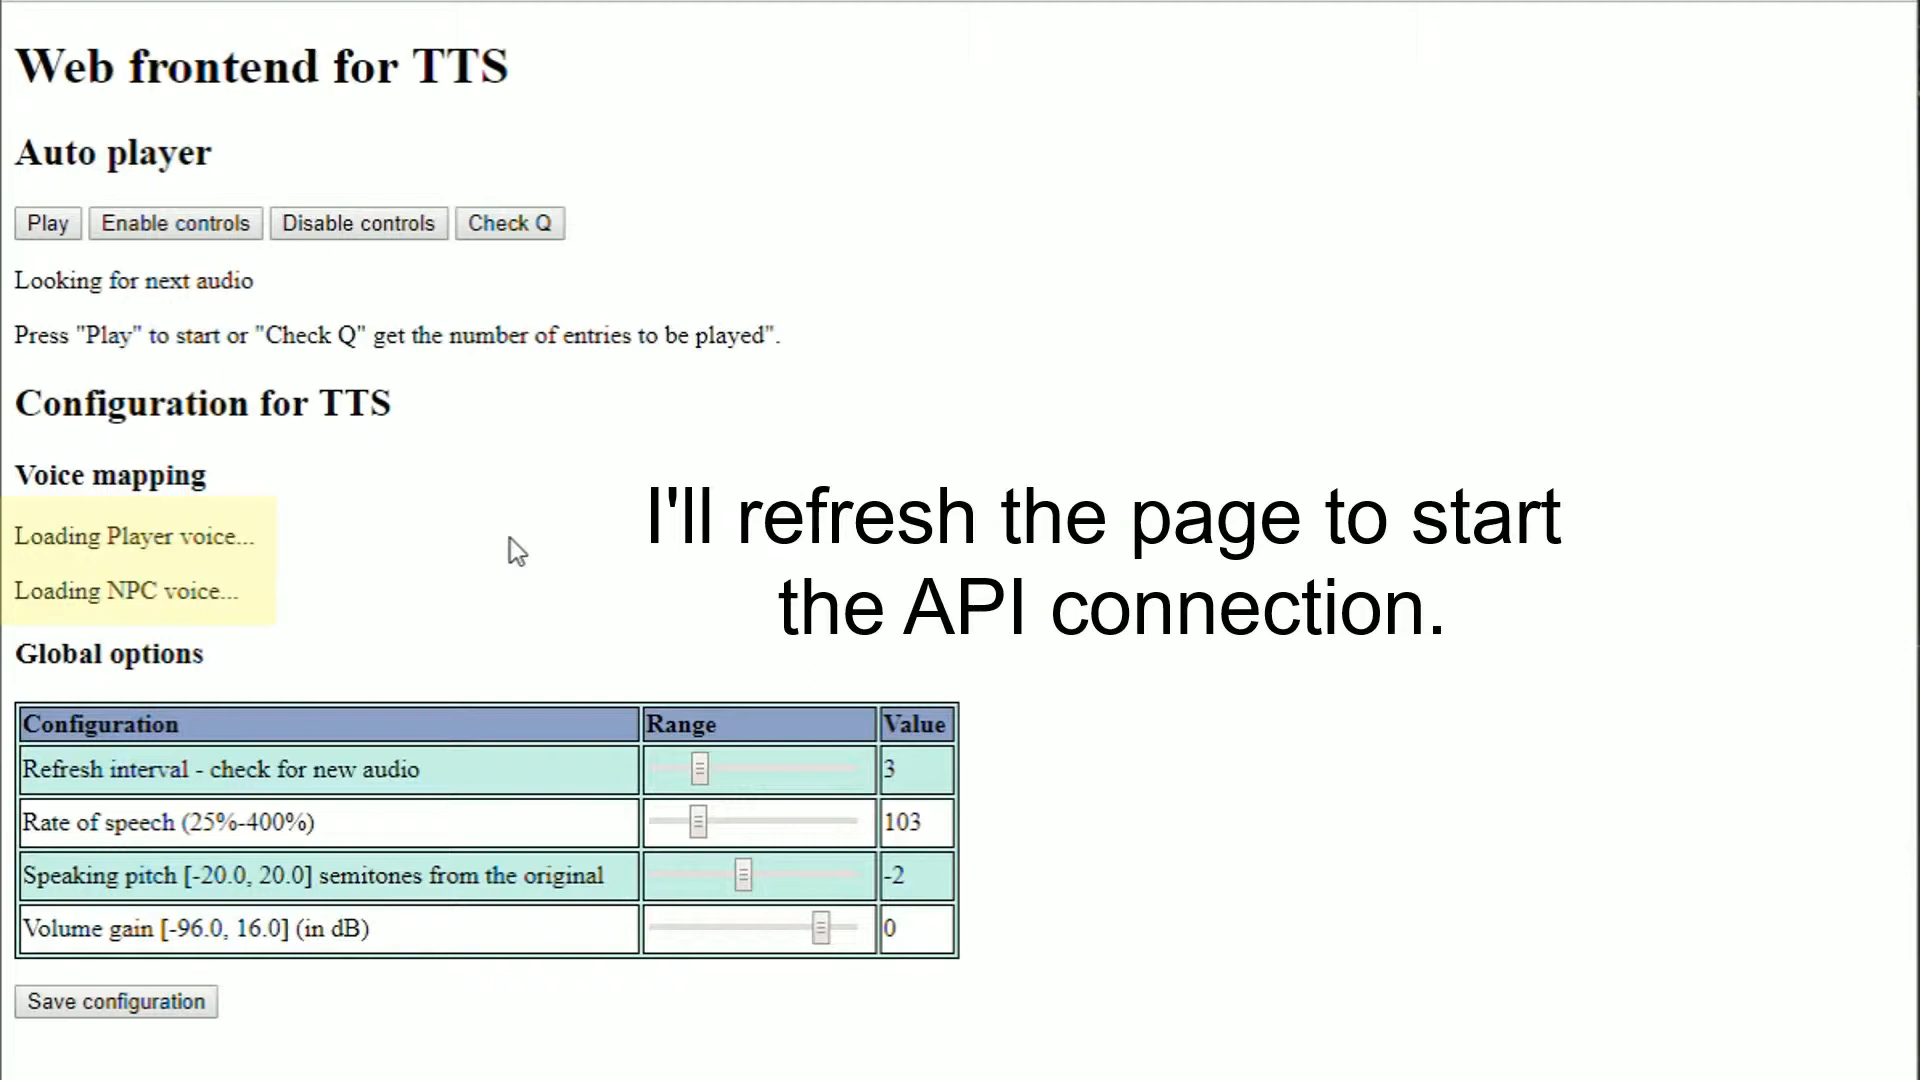 Web frontend for TTS
Auto player
Play Enable controls Disable controls Check Q
Looking for next audio
Press "Play" to start or "Check Q" get the number of entries to be played".
Configuration for TTS
Voice mapping
Loading Player voice...
Loading NPC voice...
I'll refresh the page to start
the API connection.
Global options
Configuration Range Value
Refresh interval - check for new audio 3
Rate of speech (25%-400%) 103
Speaking pitch [-20.0, 20.0] semitones from the original -2
Volume gain [-96.0, 16.0] (in dB) 0
Save configuration